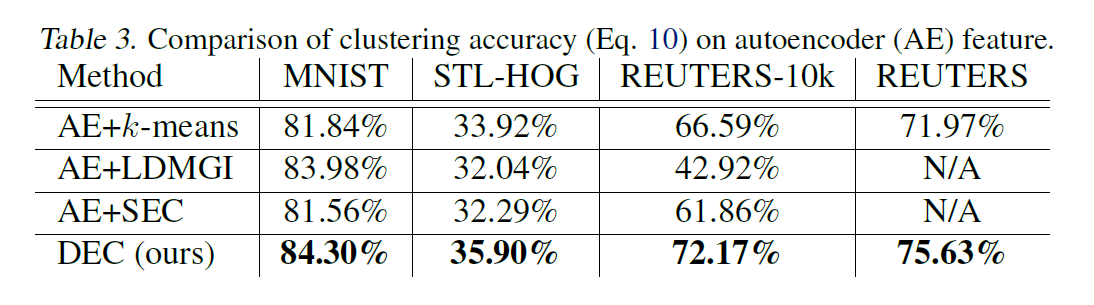 Table 3. Comparison of clustering accuracy (Eq. 10) on autoencoder (AE) feature.
Method MNIST STL-HOG REUTERS-10k REUTERS
AE+k-means 81.84% 33.92% 66.59% 71.97%
AE+LDMGI 83.98% 32.04% 42.92% N/A
AE+SEC 81.56% 32.29% 61.86% N/A
DEC (ours) 84.30% 35.90% 72.17% 75.63%